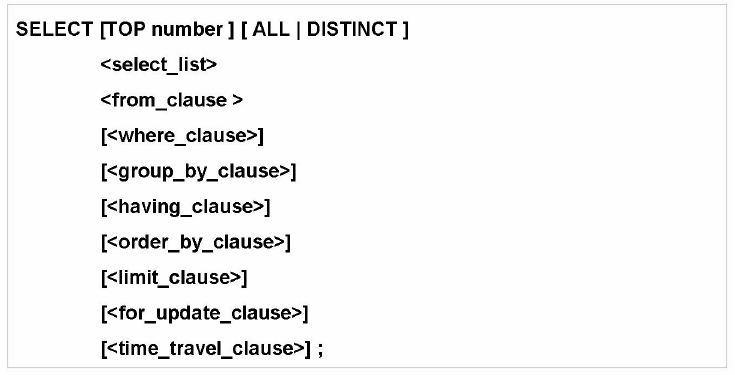 SELECT [TOP number ] [ ALL | DISTINCT ]
<select_list>
<from_clause >
[<where_clause>]
[<group_by_clause>]
[<having_clause>]
[<order_by_clause>]
[<limit_clause>]
[<for_update_clause>]
[<time_travel_clause>] ;